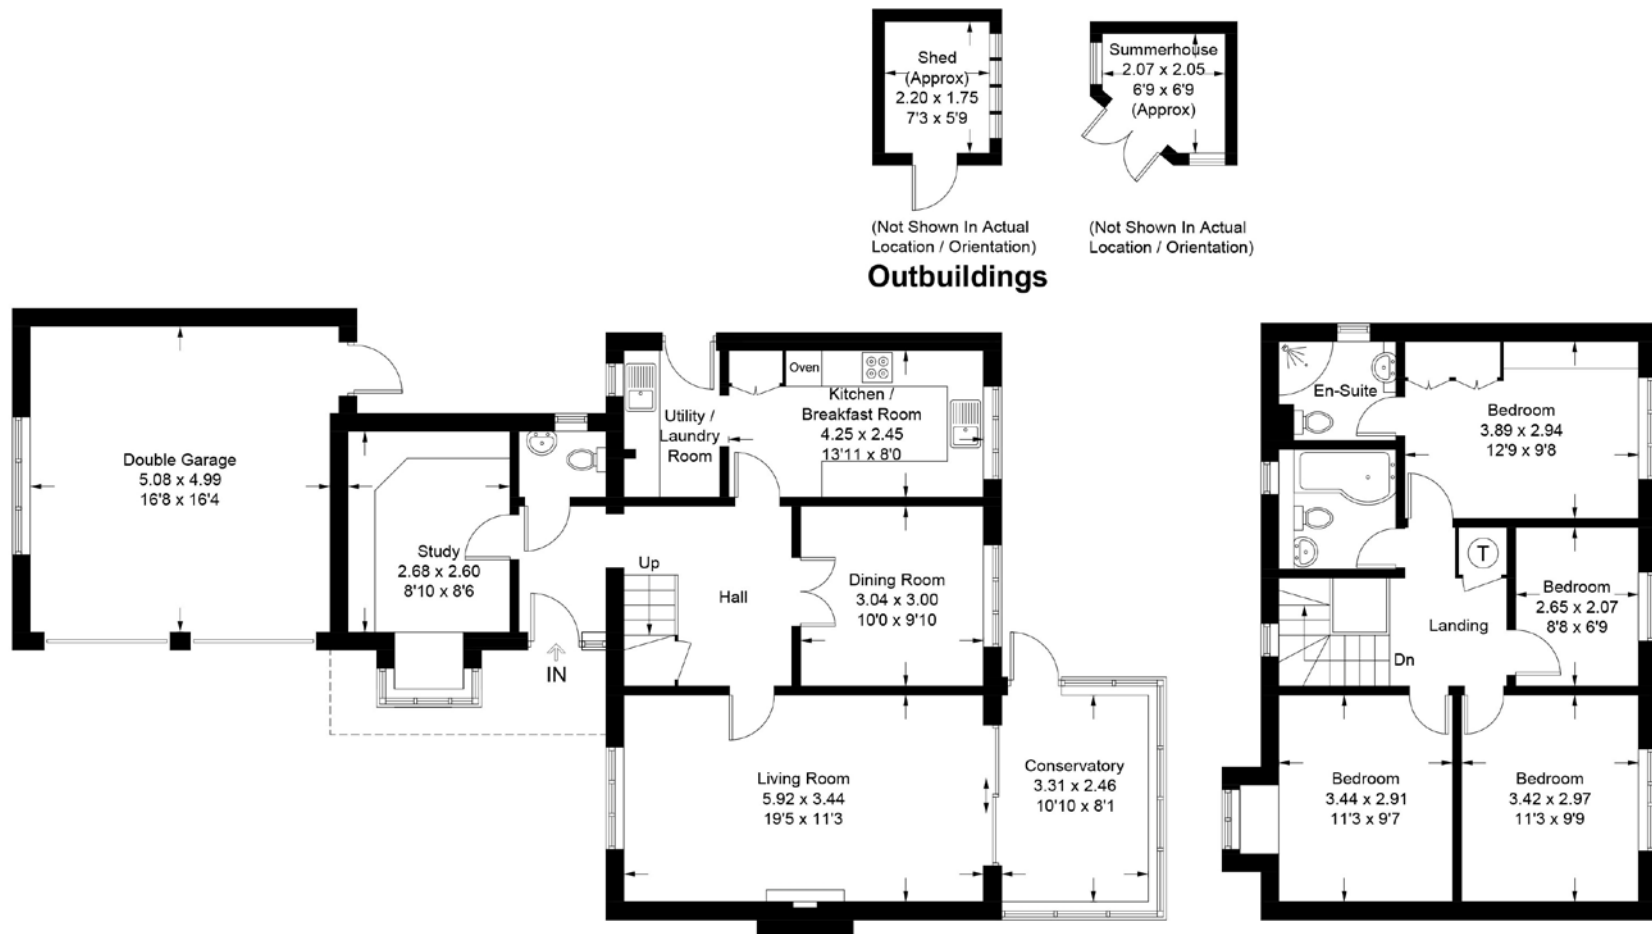 Shed
(Approx)
2.20 x 1.75
7'3 x 5'9
(Not Shown In Actual
Location / Orientation)
Summerhouse
2.07 x 2.05
6'9 x 6'9
(Approx)
(Not Shown In Actual
Location / Orientation)
Outbuildings
Double Garage
5.08 x 4.99
16'8 x 16'4
Study
2.68 x 2.60
8'10 x 8'6
IN
Utility /
Laundry
Room
Oven
Kitchen /
Breakfast Room
4.25 x 2.45
13'11 x 8'0
Up
Hall
Dining Room
3.04 x 3.00
10'0 x 9'10
Living Room
5.92 x 3.44
19'5 x 11'3
Conservatory
3.31 x 2.46
10'10 x 8'1
En-Suite
Bedroom
3.89 x 2.94
12'9 x 9'8
T
Bedroom
2.65 x 2.07
8'8 x 6'9
Landing
Dn
Bedroom
3.44 x 2.91
11'3 x 9'7
Bedroom
3.42 x 2.97
11'3 x 9'9